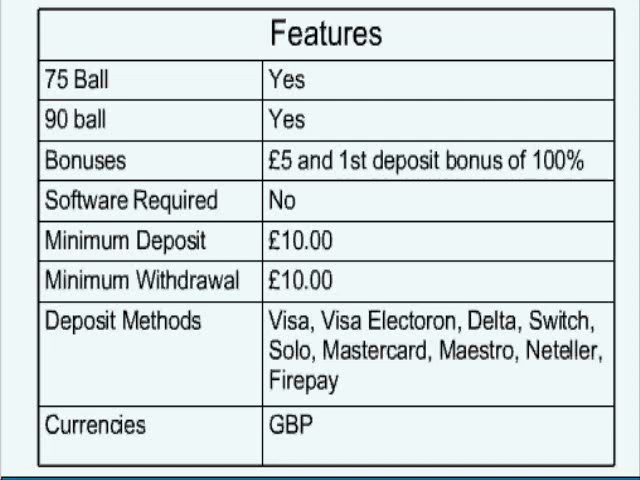 Features
75 Ball Yes
90 ball Yes
Bonuses £5 and 1st deposit bonus of 100%
Software Required No
Minimum Deposit £10.00
Minimum Withdrawal £10.00
Deposit Methods Visa, Visa Electoron, Delta, Switch,
Solo, Mastercard, Maestro, Neteller,
Firepay
Currencies GBP